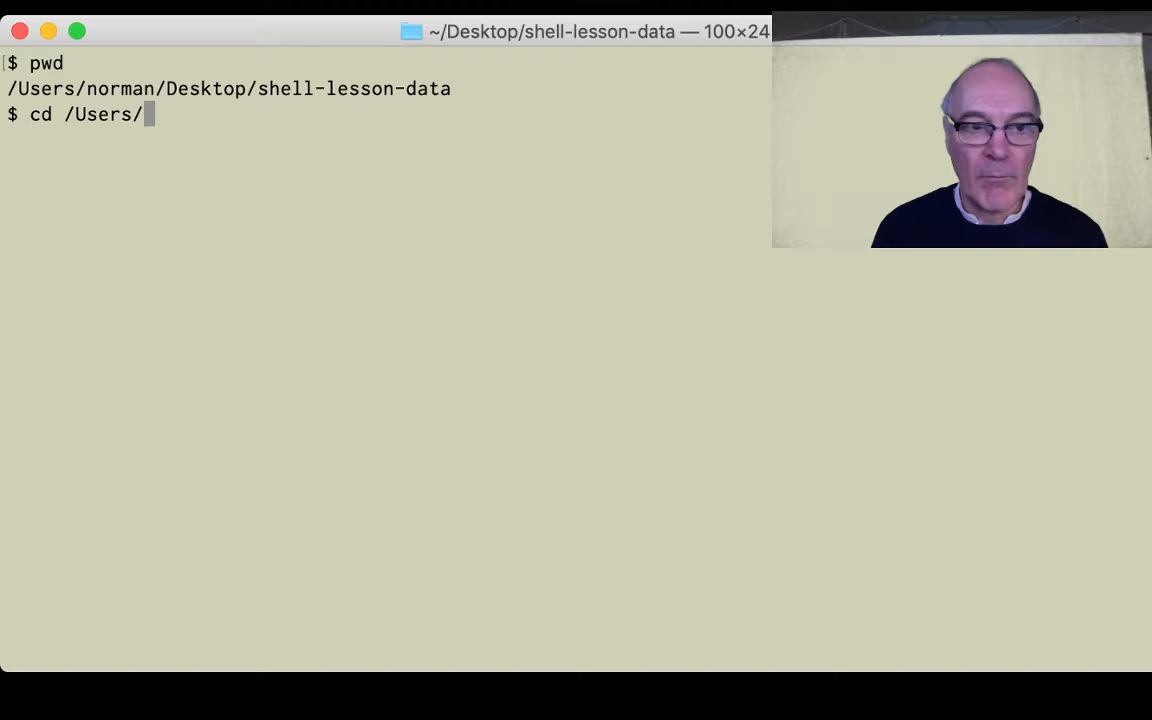 ~/Desktop/shell-lesson-data — 100×24
[$ pwd
/Users/norman/Desktop/shell-lesson-data
$ cd /Users/